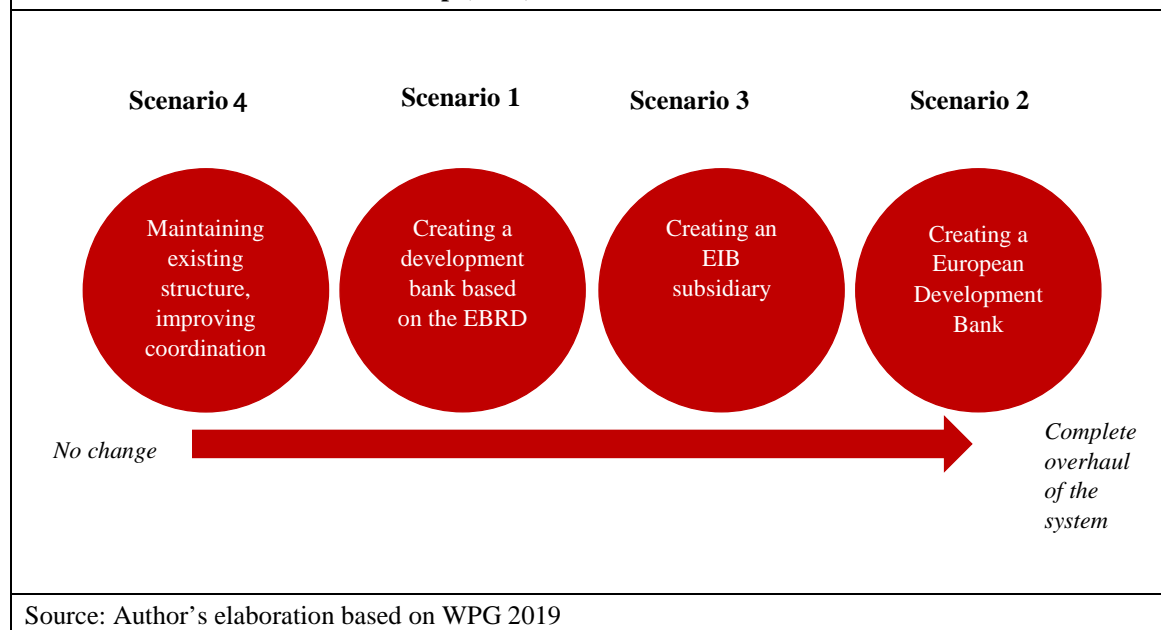 Scenario 4
Scenario 1
Scenario 3
Scenario 2
Maintaining
existing
structure,
improving
coordination
Creating a
development
bank based
on the EBRD
Creating an
EIB
subsidiary
Creating a
European
Development
Bank
No change
Complete
overhaul
of the
system
Source: Author’s elaboration based on WPG 2019